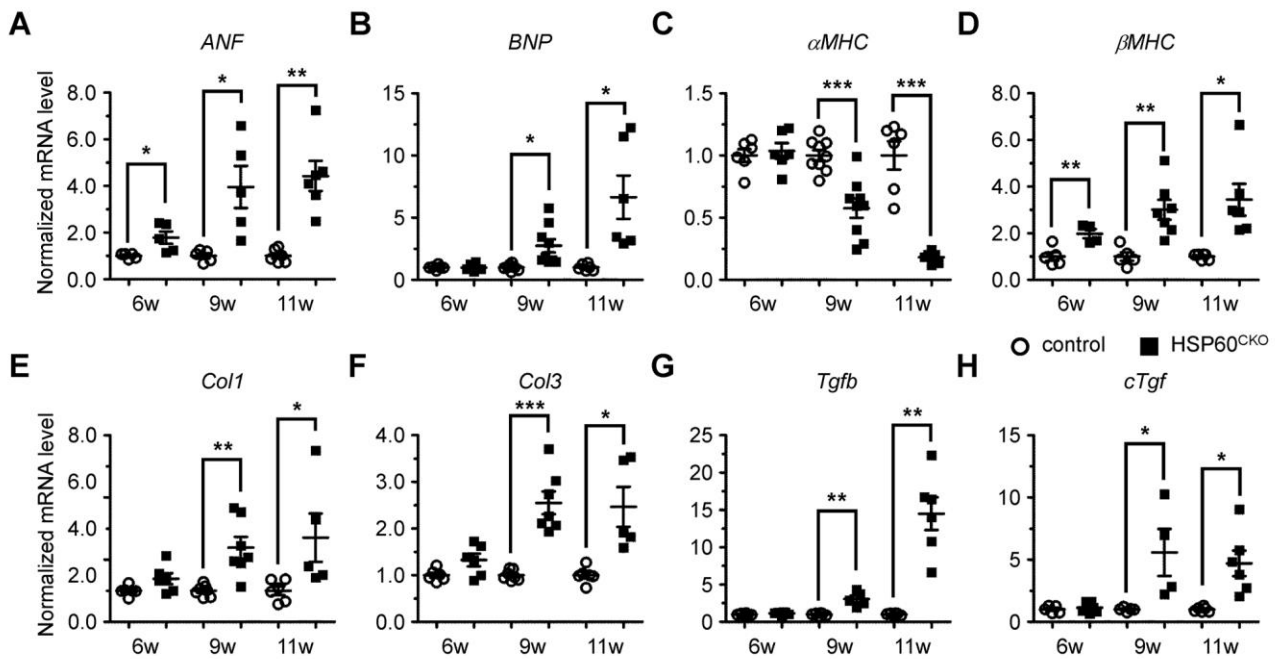 A
ANF
Normalized mRNA level
8.0
6.0
4.0
2.0
0.0
*
*
**
6w
9w
11w
B
BNP
15
10
5
0
*
*
6w
9w
11w
C
αMHC
1.5
1.0
0.5
0.0
***
***
6w
9w
11w
D
βMHC
8.0
6.0
4.0
2.0
0.0
**
**
*
6w
9w
11w
control
HSP60CKO
E
Col1
Normalized mRNA level
8.0
6.0
4.0
2.0
0.0
**
*
6w
9w
11w
F
Col3
4.0
3.0
2.0
1.0
0.0
***
*
6w
9w
11w
G
Tgfb
25
20
15
10
5
0
**
**
6w
9w
11w
H
cTgf
15
10
5
0
*
*
6w
9w
11w